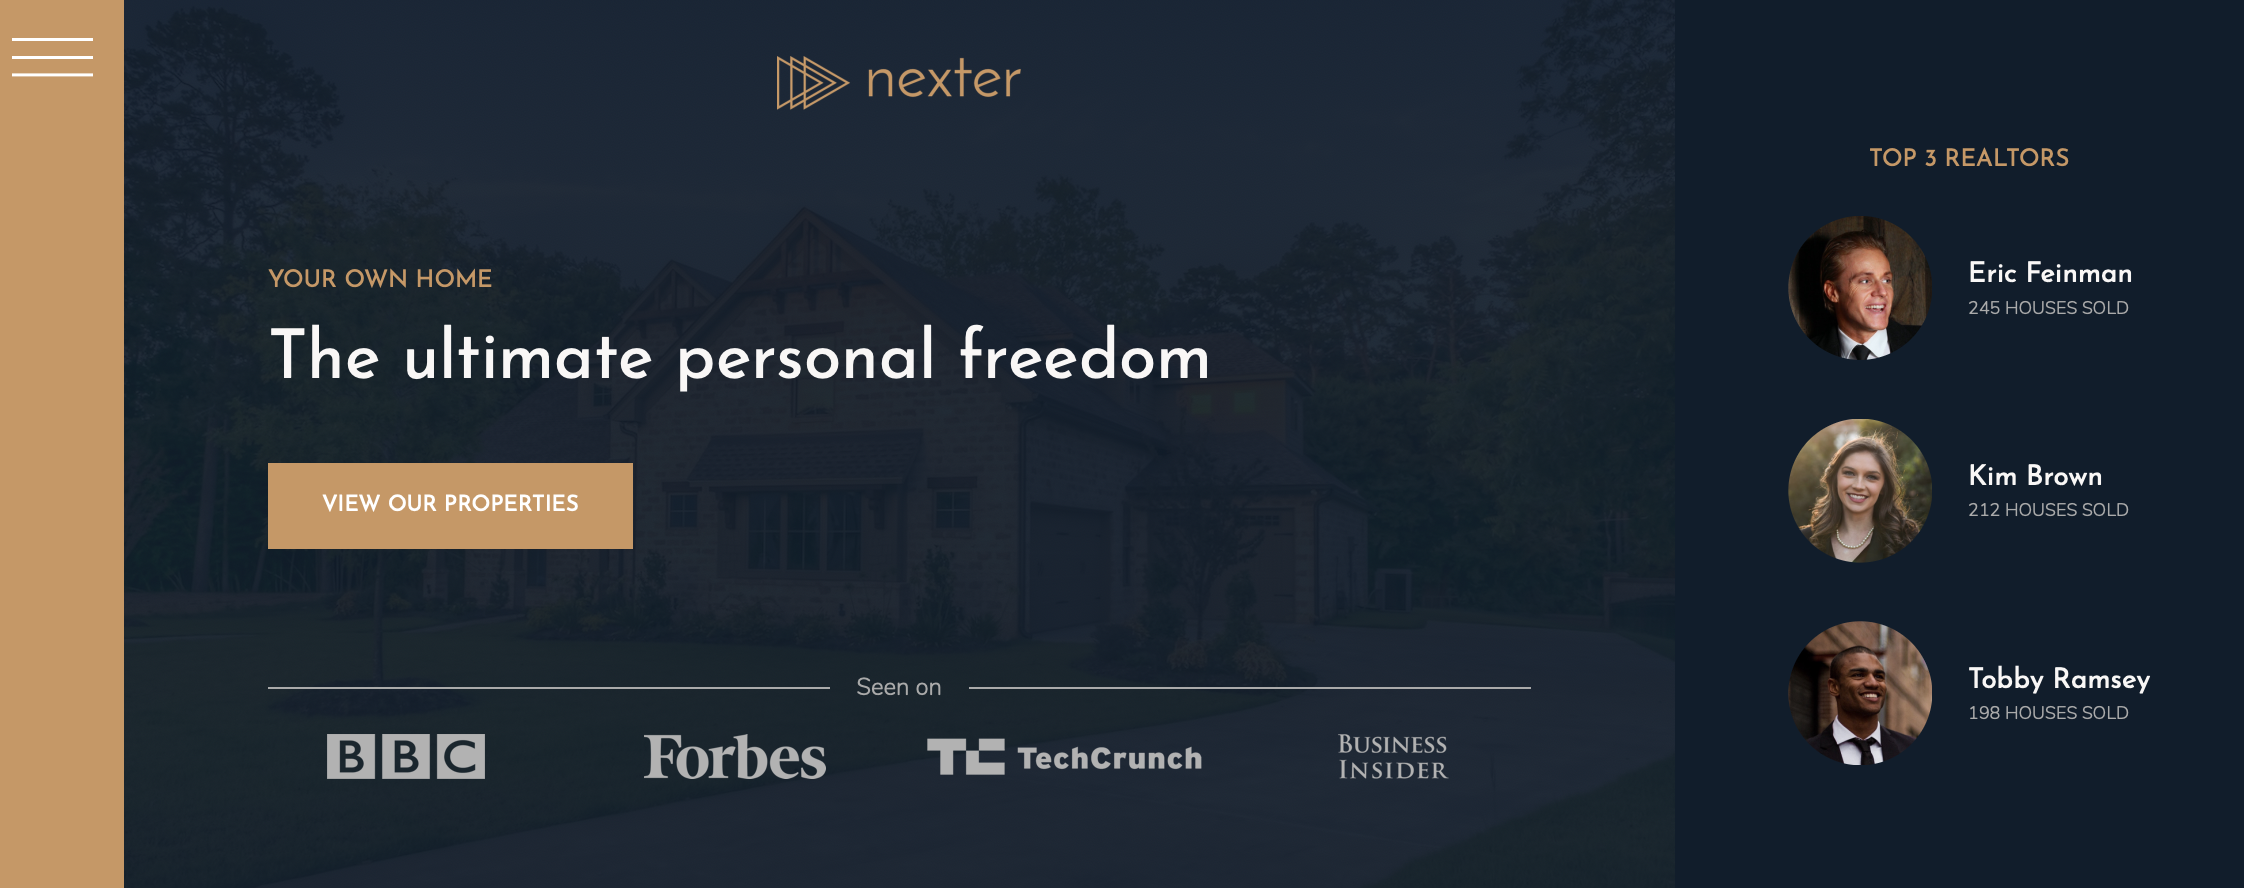 nexter
YOUR OWN HOME
The ultimate personal freedom
VIEW OUR PROPERTIES
Seen on
BBC
Forbes
TC TechCrunch
BUSINESS
INSIDER
TOP 3 REALTORS
Eric Feinman
245 HOUSES SOLD
Kim Brown
212 HOUSES SOLD
Tobby Ramsey
198 HOUSES SOLD